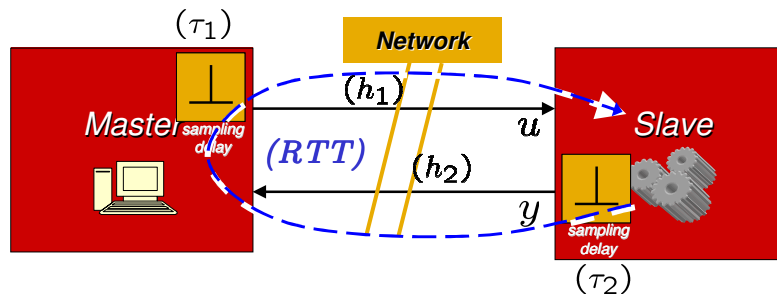 (τ₁)
Network
(h₁)
Master
sampling
delay
u
Slave
(RTT)
(h₂)
y
sampling
delay
(τ₂)